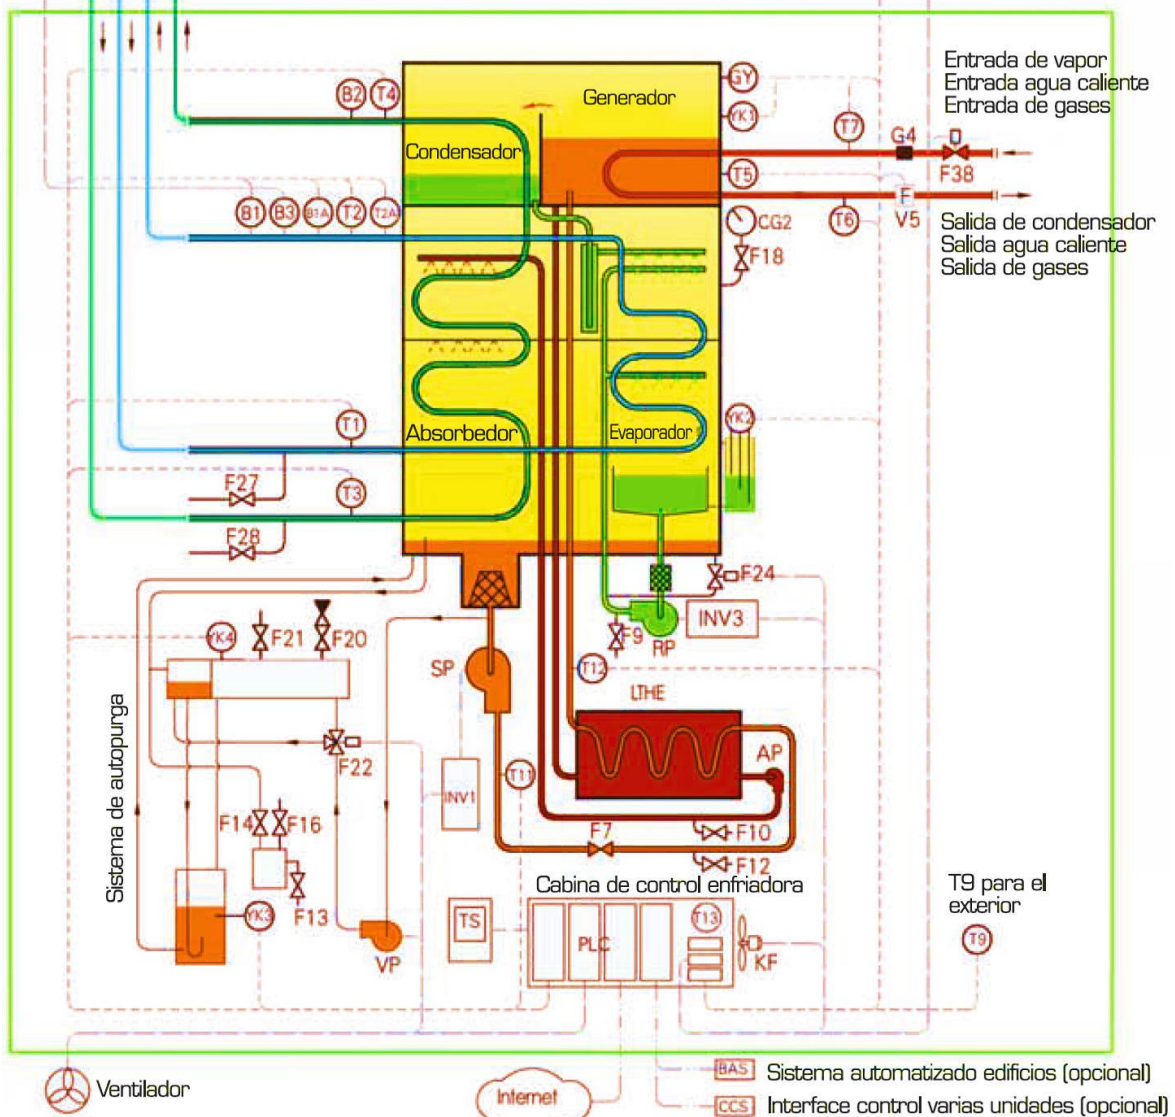 Entrada de vapor
Entrada agua caliente
Entrada de gases
B2
T4
Generador
GY
YK1
T7
G4
F38
Condensador
T5
F
B1
B3
B1A
T2
T2A
CG2
T6
V5
F18
Salida de condensador
Salida agua caliente
Salida de gases
T1
Absorbedor
Evaporador
YK2
F27
T3
F28
F24
INV3
F9
RP
YK4
F21
F20
SP
T12
LTHE
Sistema de autopurga
F22
INV1
T11
AP
F14
F16
F7
F10
F12
F13
YK3
VP
Cabina de control enfriadora
TS
PLC
T13
KF
T9 para el
exterior
T9
Ventilador
Internet
BAS Sistema automatizado edificios (opcional)
CCS Interface control varias unidades (opcional)